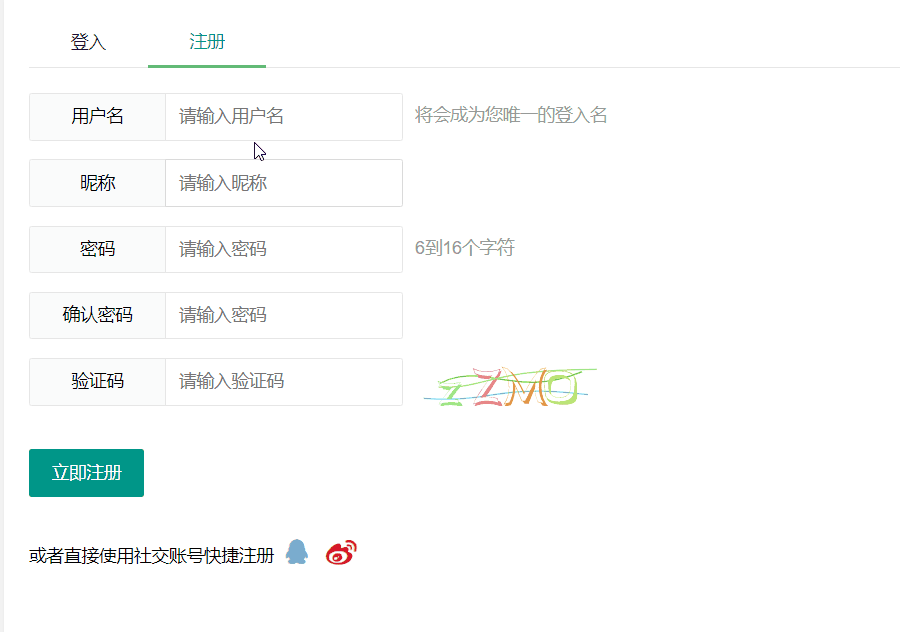 登入 注册
用户名 请输入用户名 将会成为您唯一的登入名
昵称 请输入昵称
密码 请输入密码 6到16个字符
确认密码 请输入密码
验证码 请输入验证码 zZMO
立即注册
或者直接使用社交账号快捷注册